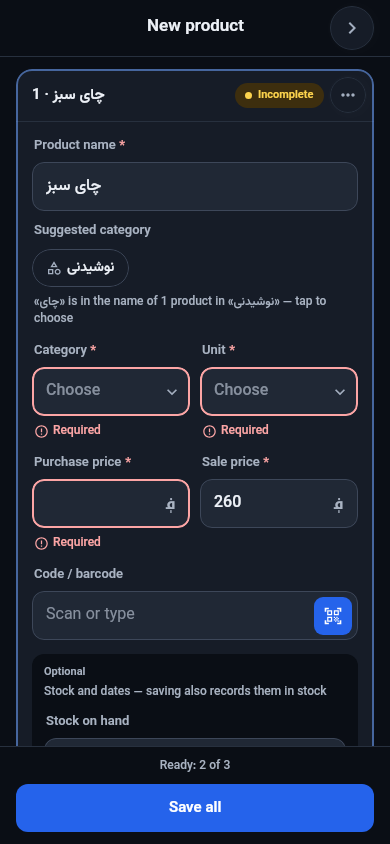 New product
1 · چای سبز
Incomplete
Product name *
چای سبز
Suggested category
نوشیدنی
«چای» is in the name of 1 product in «نوشیدنی» — tap to
choose
Category *
Unit *
Choose
Choose
Required
Required
Purchase price *
Sale price *
؋
260
؋
Required
Code / barcode
Scan or type
Optional
Stock and dates — saving also records them in stock
Stock on hand
Ready: 2 of 3
Save all